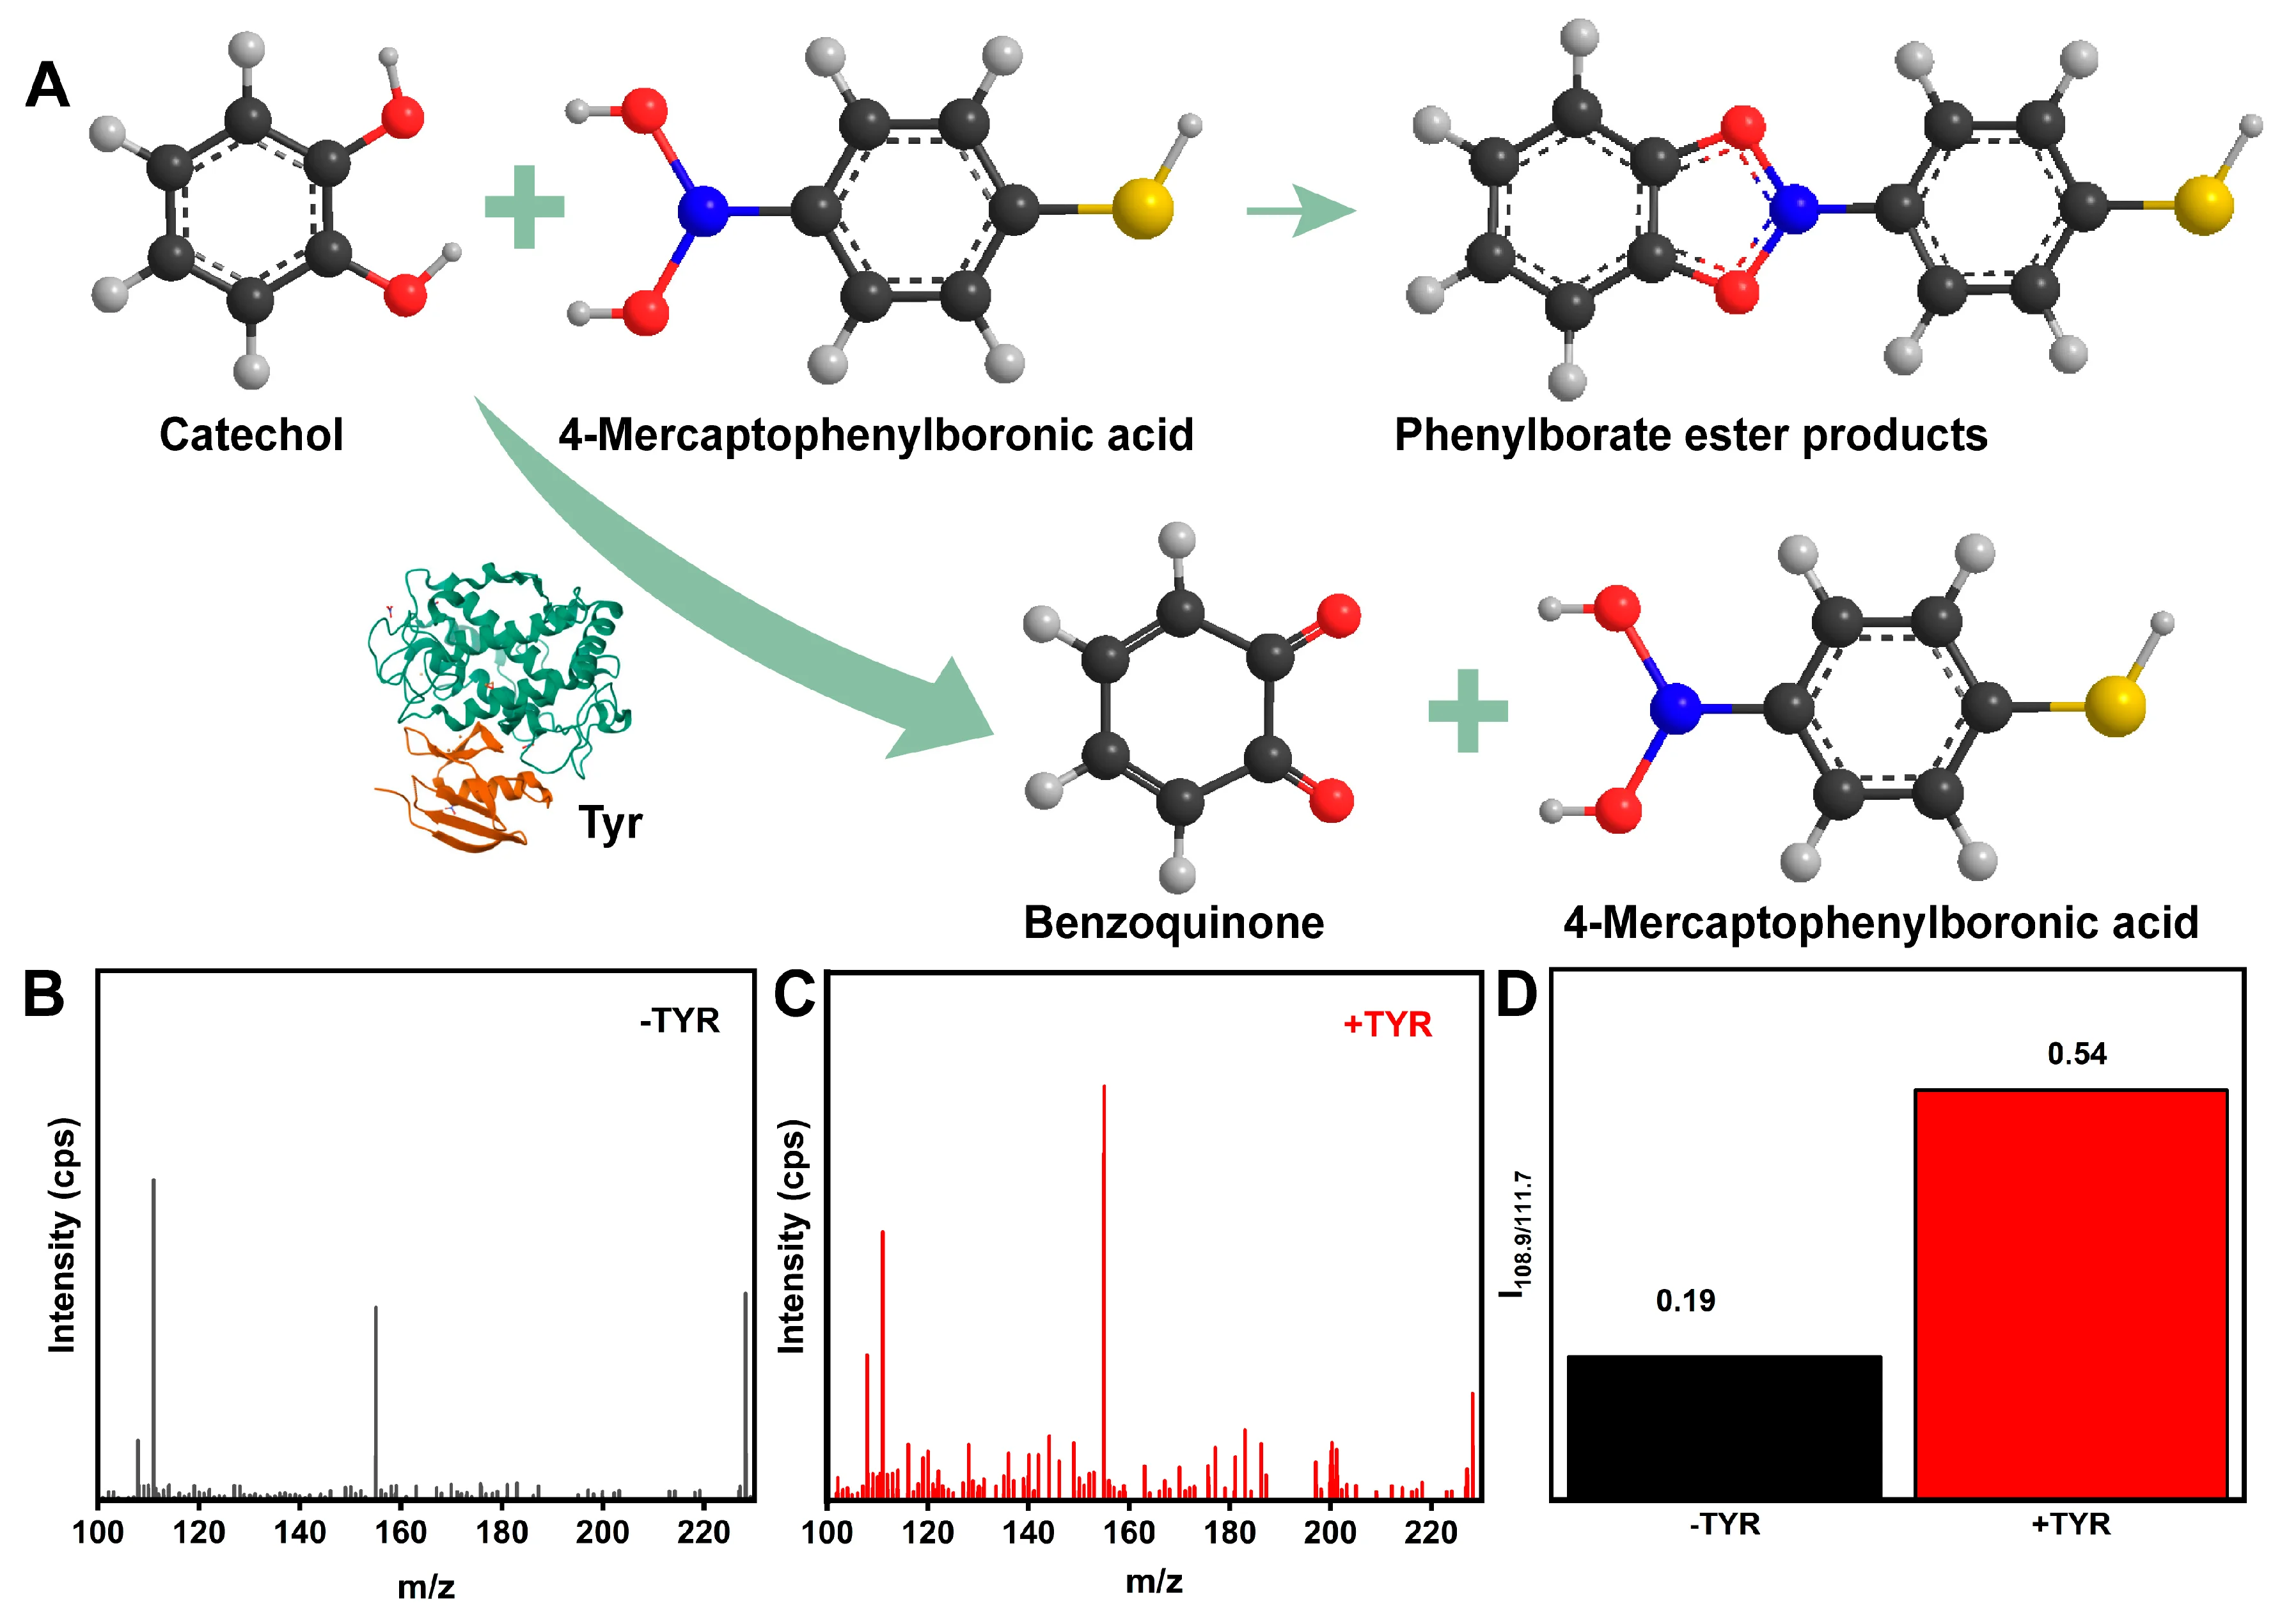 A
Catechol
4-Mercaptophenylboronic acid
Phenylborate ester products
Tyr
Benzoquinone
4-Mercaptophenylboronic acid
B
-TYR
Intensity (cps)
100 120 140 160 180 200 220
m/z
C
+TYR
Intensity (cps)
100 120 140 160 180 200 220
m/z
D
0.54
0.19
I108.9/111.7
-TYR +TYR